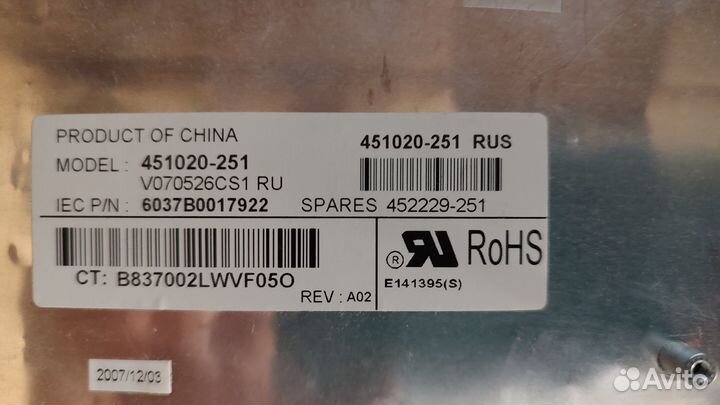 PRODUCT OF CHINA
451020-251 RUS
MODEL : 451020-251
V070526CS1 RU
IEC P/N : 6037B0017922 SPARES 452229-251
CT: B837002LWVF05O
REV : A02
® RU RoHS
E141395(S)
2007/12/03
Avito